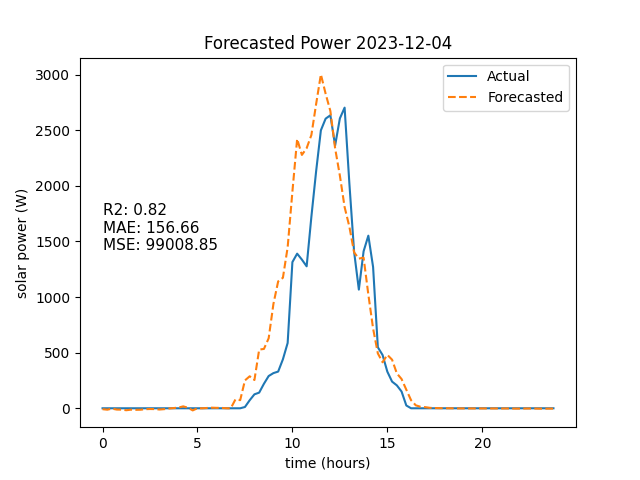 Forecasted Power 2023-12-04
Actual
Forecasted
3000
2500
2000
1500
1000
500
0
solar power (W)
R2: 0.82
MAE: 156.66
MSE: 99008.85
0 5 10 15 20
time (hours)